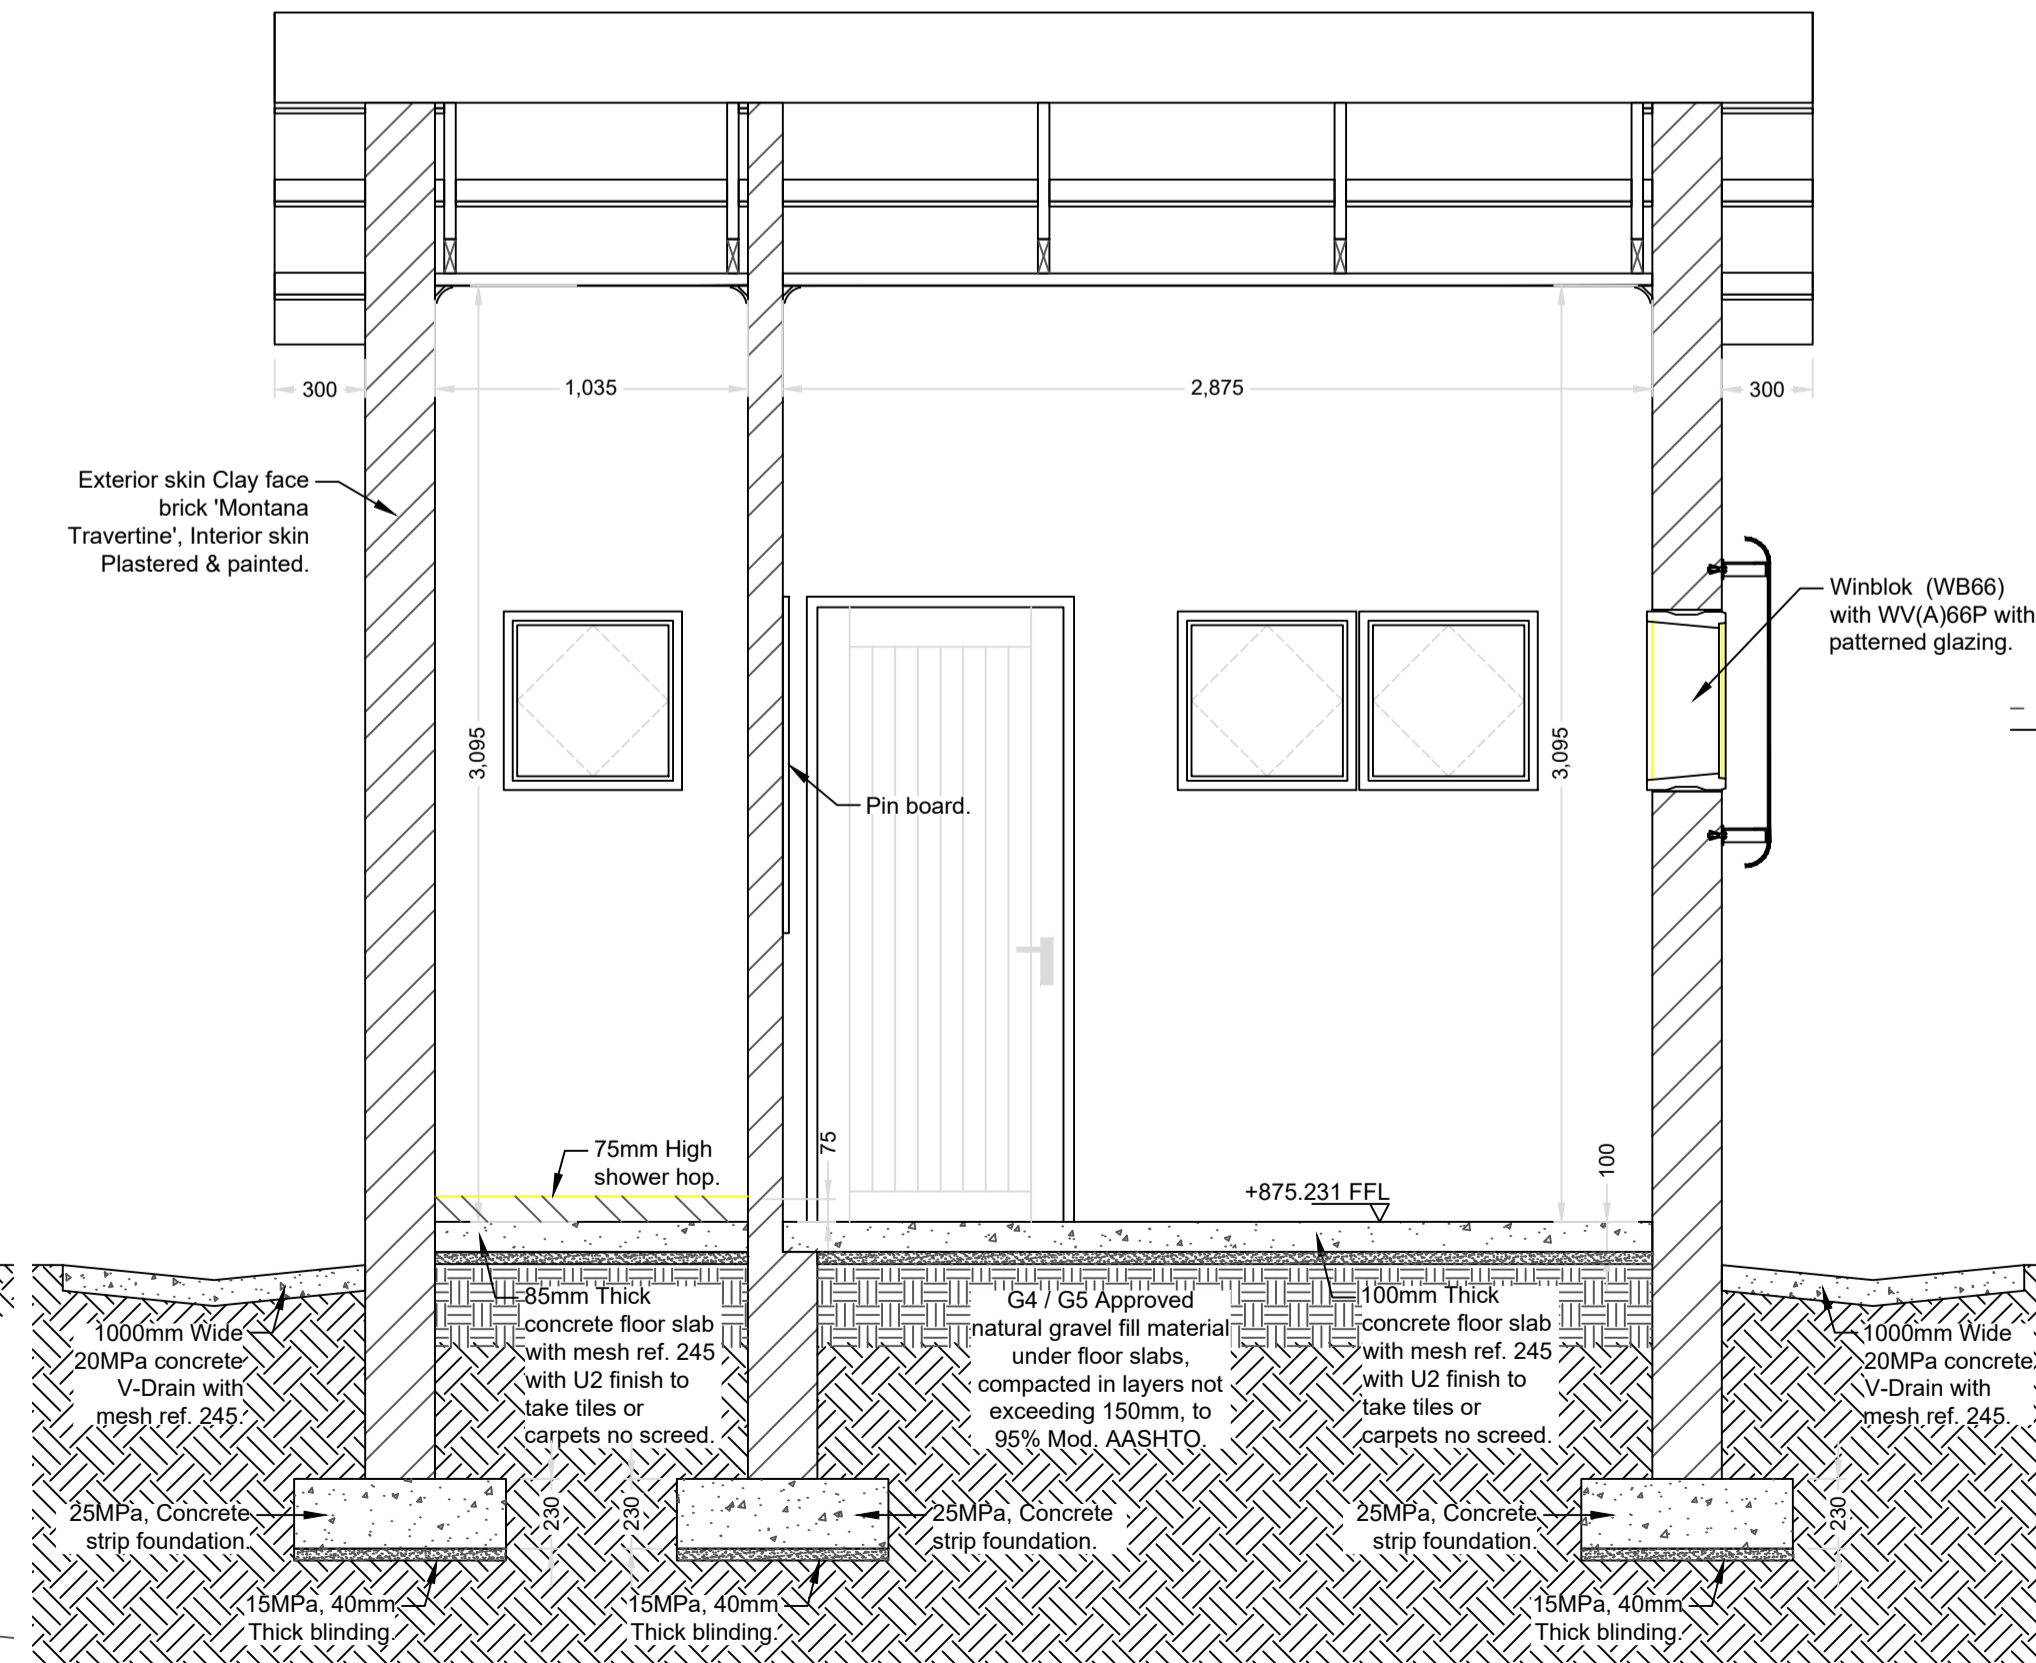 300
1,035
2,875
300
Exterior skin Clay face
brick 'Montana
Travertine', Interior skin
Plastered & painted.
Winblok (WB66)
with WV(A)66P with
patterned glazing.
3,095
3,095
Pin board.
75mm High
shower hop.
75
100
+875.231 FFL
1000mm Wide
20MPa concrete
V-Drain with
mesh ref. 245.
85mm Thick
concrete floor slab
with mesh ref. 245
with U2 finish to
take tiles or
carpets no screed.
G4 / G5 Approved
natural gravel fill material
under floor slabs,
compacted in layers not
exceeding 150mm, to
95% Mod. AASHTO.
100mm Thick
concrete floor slab
with mesh ref. 245
with U2 finish to
take tiles or
carpets no screed.
1000mm Wide
20MPa concrete
V-Drain with
mesh ref. 245.
25MPa, Concrete
strip foundation.
230
230
25MPa, Concrete
strip foundation.
25MPa, Concrete
strip foundation.
230
15MPa, 40mm
Thick blinding.
15MPa, 40mm
Thick blinding.
15MPa, 40mm
Thick blinding.